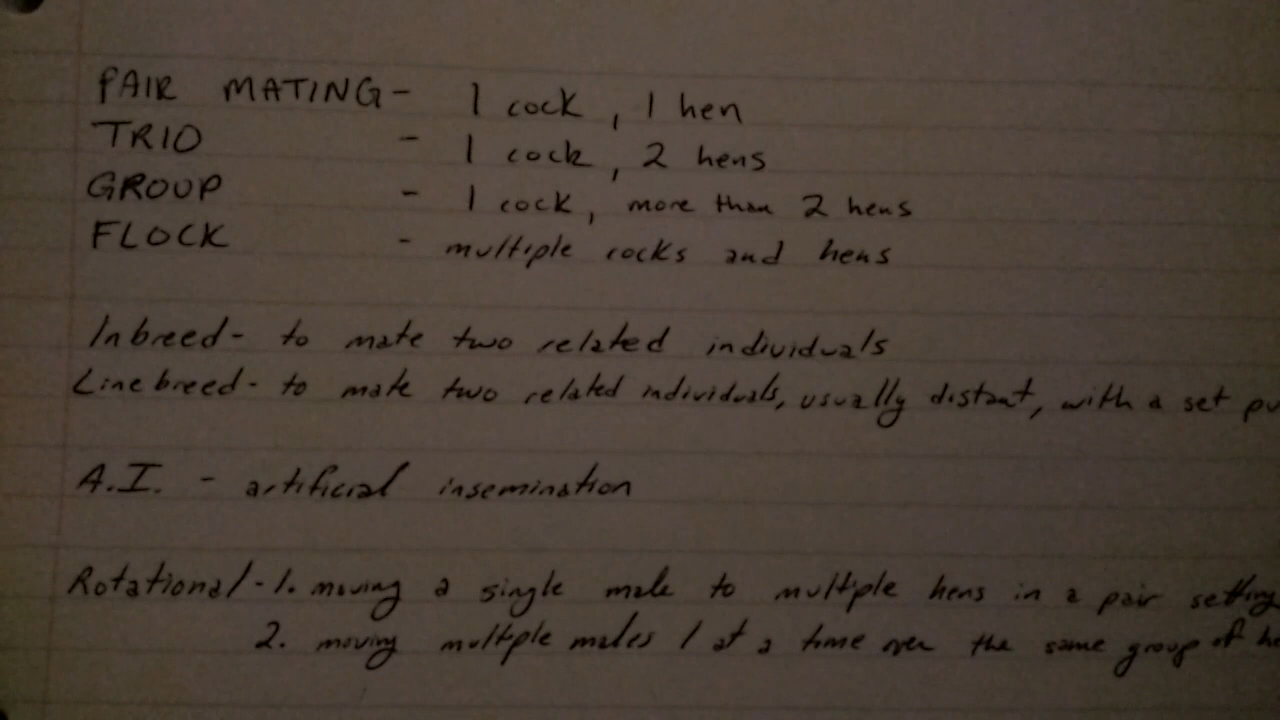 PAIR MATING - 1 cock, 1 hen
TRIO - 1 cock, 2 hens
GROUP - 1 cock, more than 2 hens
FLOCK - multiple cocks and hens
Inbreed - to mate two related individuals
Linebreed - to mate two related individuals, usually distant, with a set
A.I. - artificial insemination
Rotational - 1. moving a single male to multiple hens in a pair setting
2. moving multiple males 1 at a time over the same group of